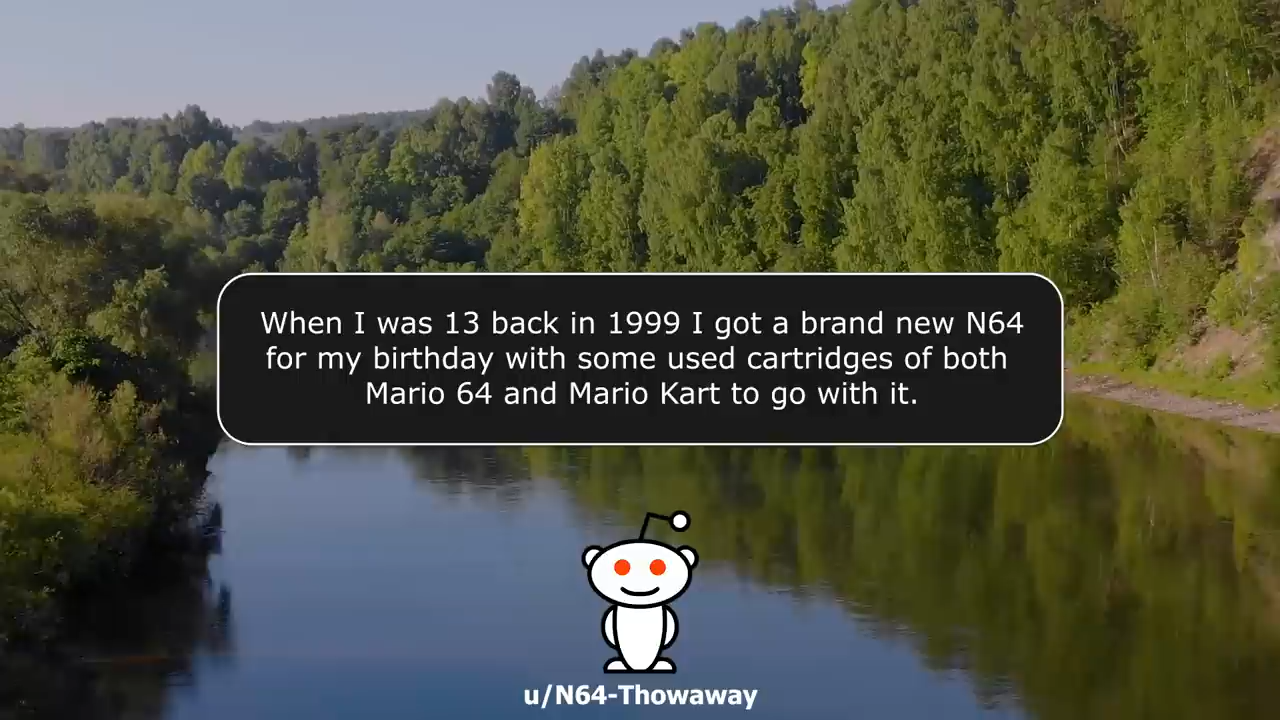 When I was 13 back in 1999 I got a brand new N64
for my birthday with some used cartridges of both
Mario 64 and Mario Kart to go with it.
u/N64-Thowaway